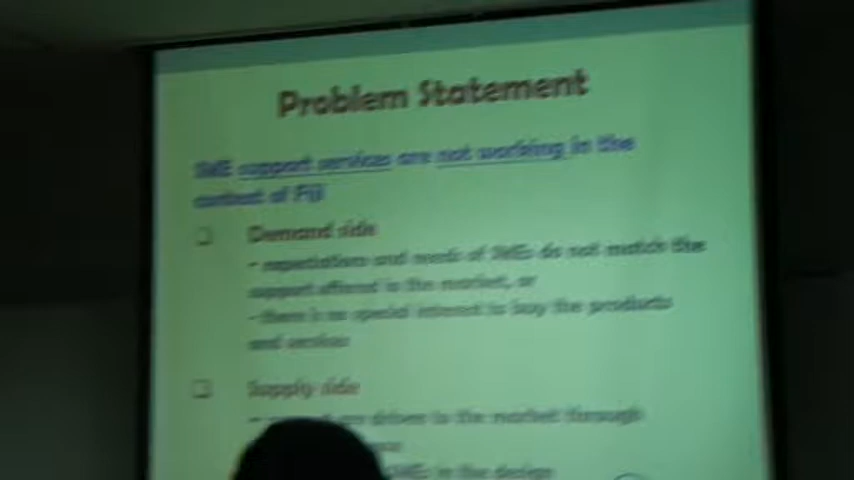 Problem Statement
SME support services are not working in the
context of Fiji
Demand side
- expectations and needs of SMEs do not match the
support offered in the market, or
- there is no special interest to buy the products
and services
Supply side
- are driven to the market through
SMEs in the design